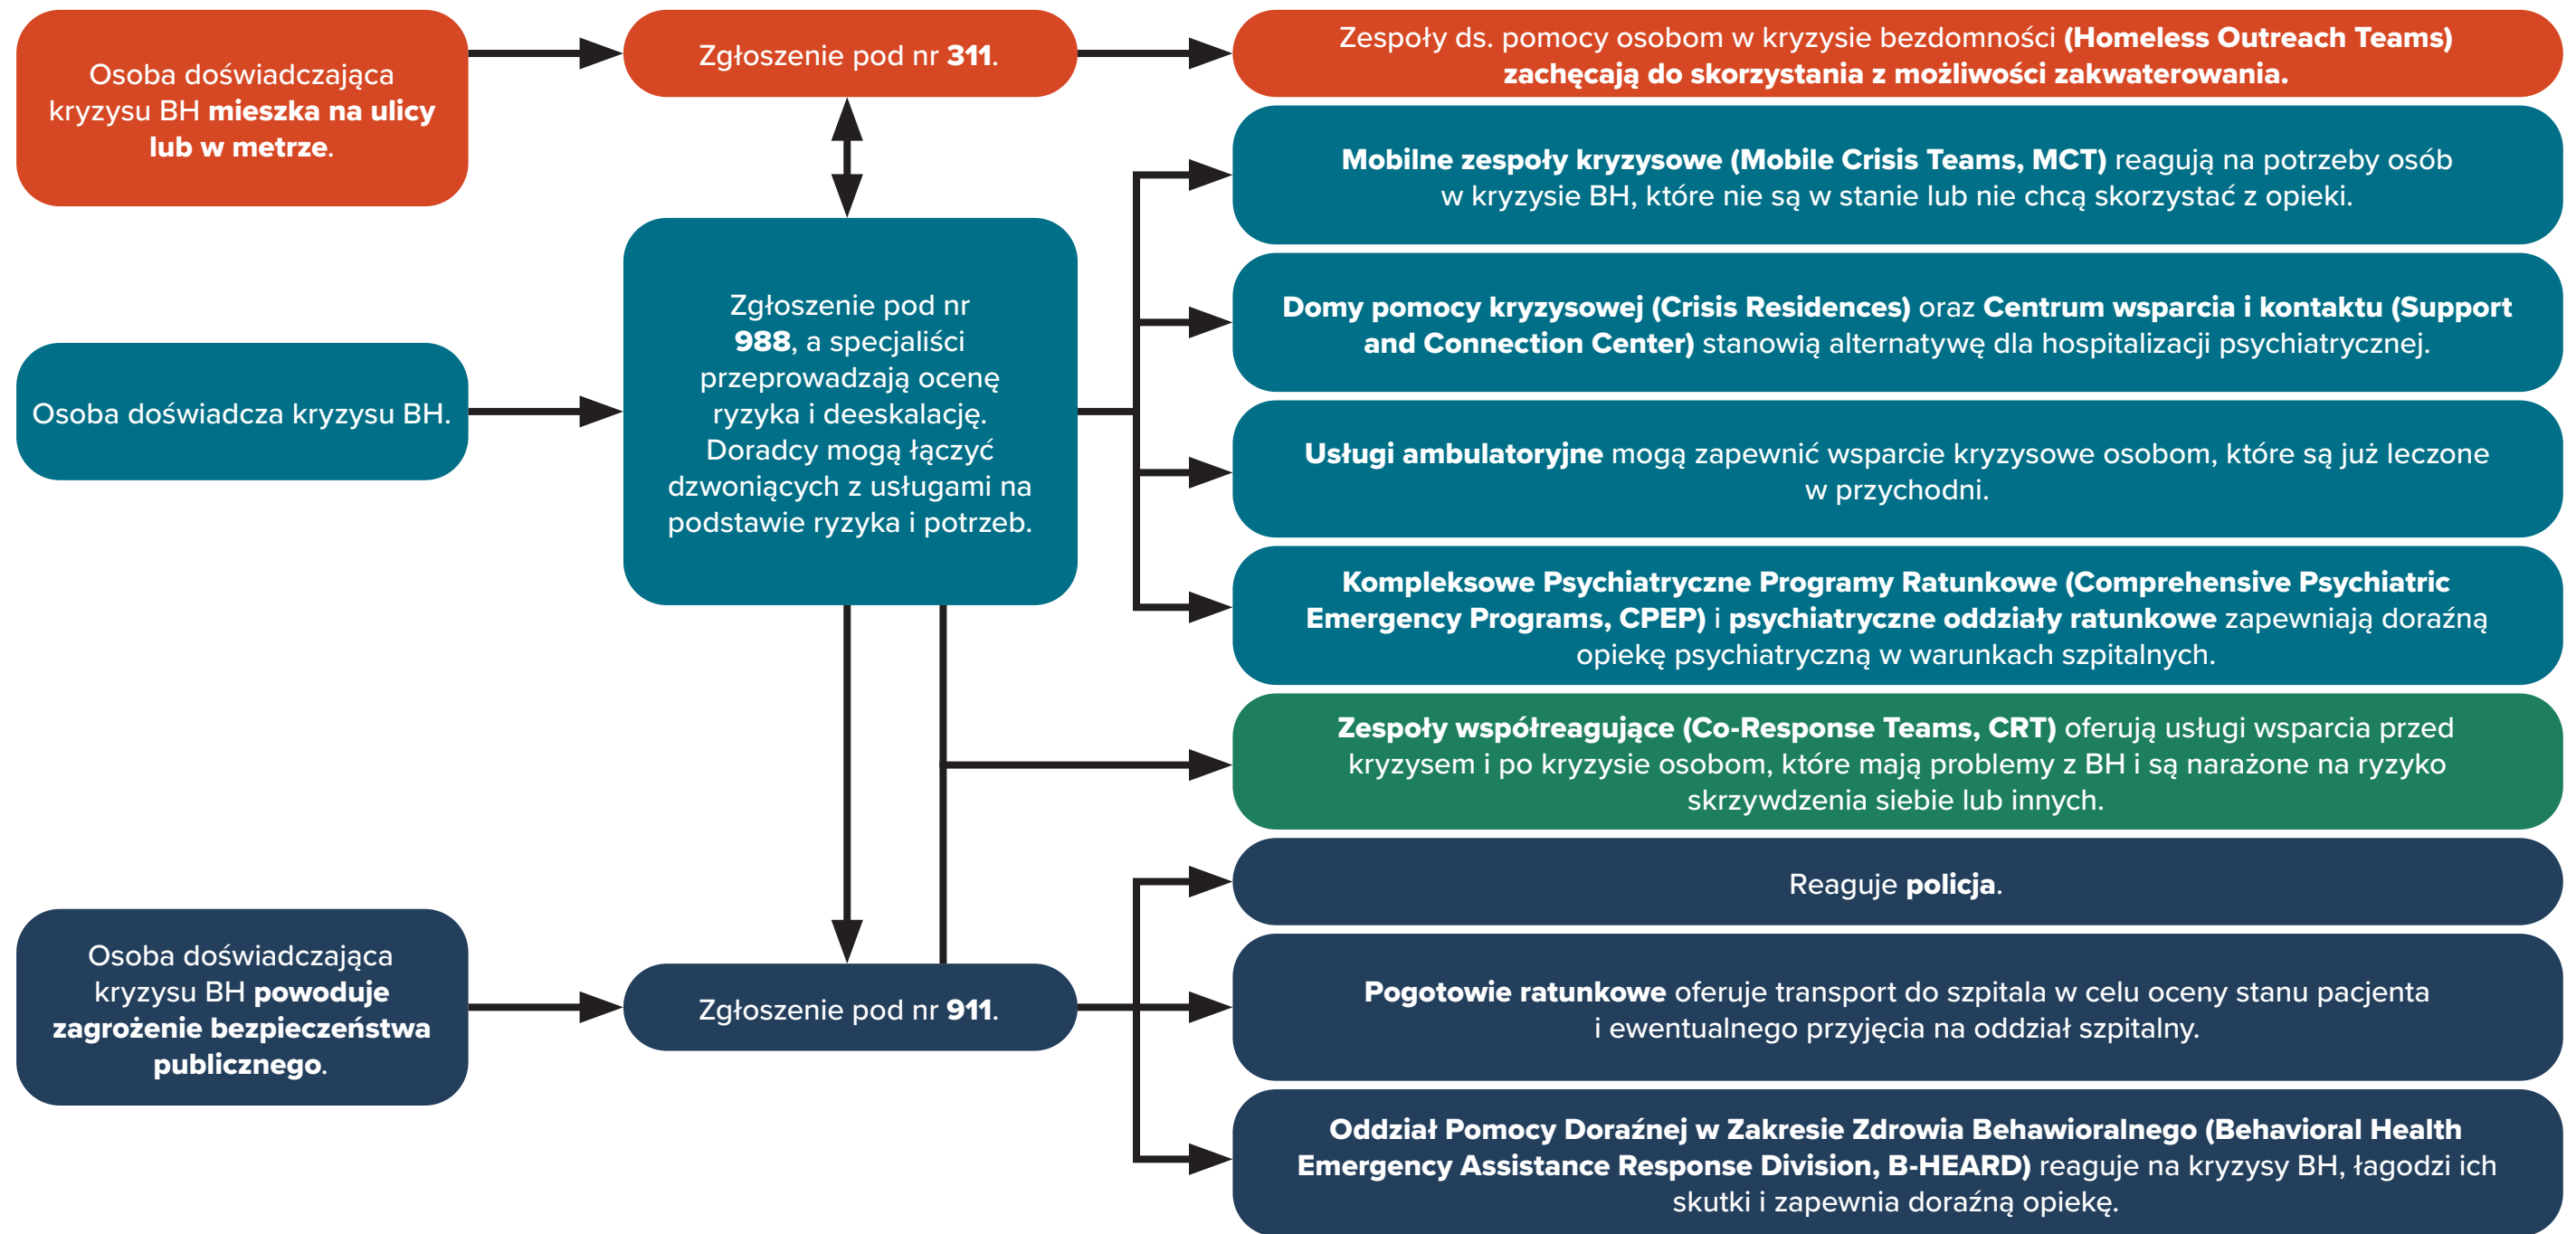 Osoba doświadczająca
kryzysu BH mieszka na ulicy
lub w metrze.
Zgłoszenie pod nr 311.
Zespoły ds. pomocy osobom w kryzysie bezdomności (Homeless Outreach Teams)
zachęcają do skorzystania z możliwości zakwaterowania.
Osoba doświadcza kryzysu BH.
Zgłoszenie pod nr
988, a specjaliści
przeprowadzają ocenę
ryzyka i deeskalację.
Doradcy mogą łączyć
dzwoniących z usługami na
podstawie ryzyka i potrzeb.
Mobilne zespoły kryzysowe (Mobile Crisis Teams, MCT) reagują na potrzeby osób
w kryzysie BH, które nie są w stanie lub nie chcą skorzystać z opieki.
Domy pomocy kryzysowej (Crisis Residences) oraz Centrum wsparcia i kontaktu (Support
and Connection Center) stanowią alternatywę dla hospitalizacji psychiatrycznej.
Usługi ambulatoryjne mogą zapewnić wsparcie kryzysowe osobom, które są już leczone
w przychodni.
Kompleksowe Psychiatryczne Programy Ratunkowe (Comprehensive Psychiatric
Emergency Programs, CPEP) i psychiatryczne oddziały ratunkowe zapewniają doraźną
opiekę psychiatryczną w warunkach szpitalnych.
Zespoły współreagujące (Co-Response Teams, CRT) oferują usługi wsparcia przed
kryzysem i po kryzysie osobom, które mają problemy z BH i są narażone na ryzyko
skrzywdzenia siebie lub innych.
Osoba doświadczająca
kryzysu BH powoduje
zagrożenie bezpieczeństwa
publicznego.
Zgłoszenie pod nr 911.
Reaguje policja.
Pogotowie ratunkowe oferuje transport do szpitala w celu oceny stanu pacjenta
i ewentualnego przyjęcia na oddział szpitalny.
Oddział Pomocy Doraźnej w Zakresie Zdrowia Behawioralnego (Behavioral Health
Emergency Assistance Response Division, B-HEARD) reaguje na kryzysy BH, łagodzi ich
skutki i zapewnia doraźną opiekę.